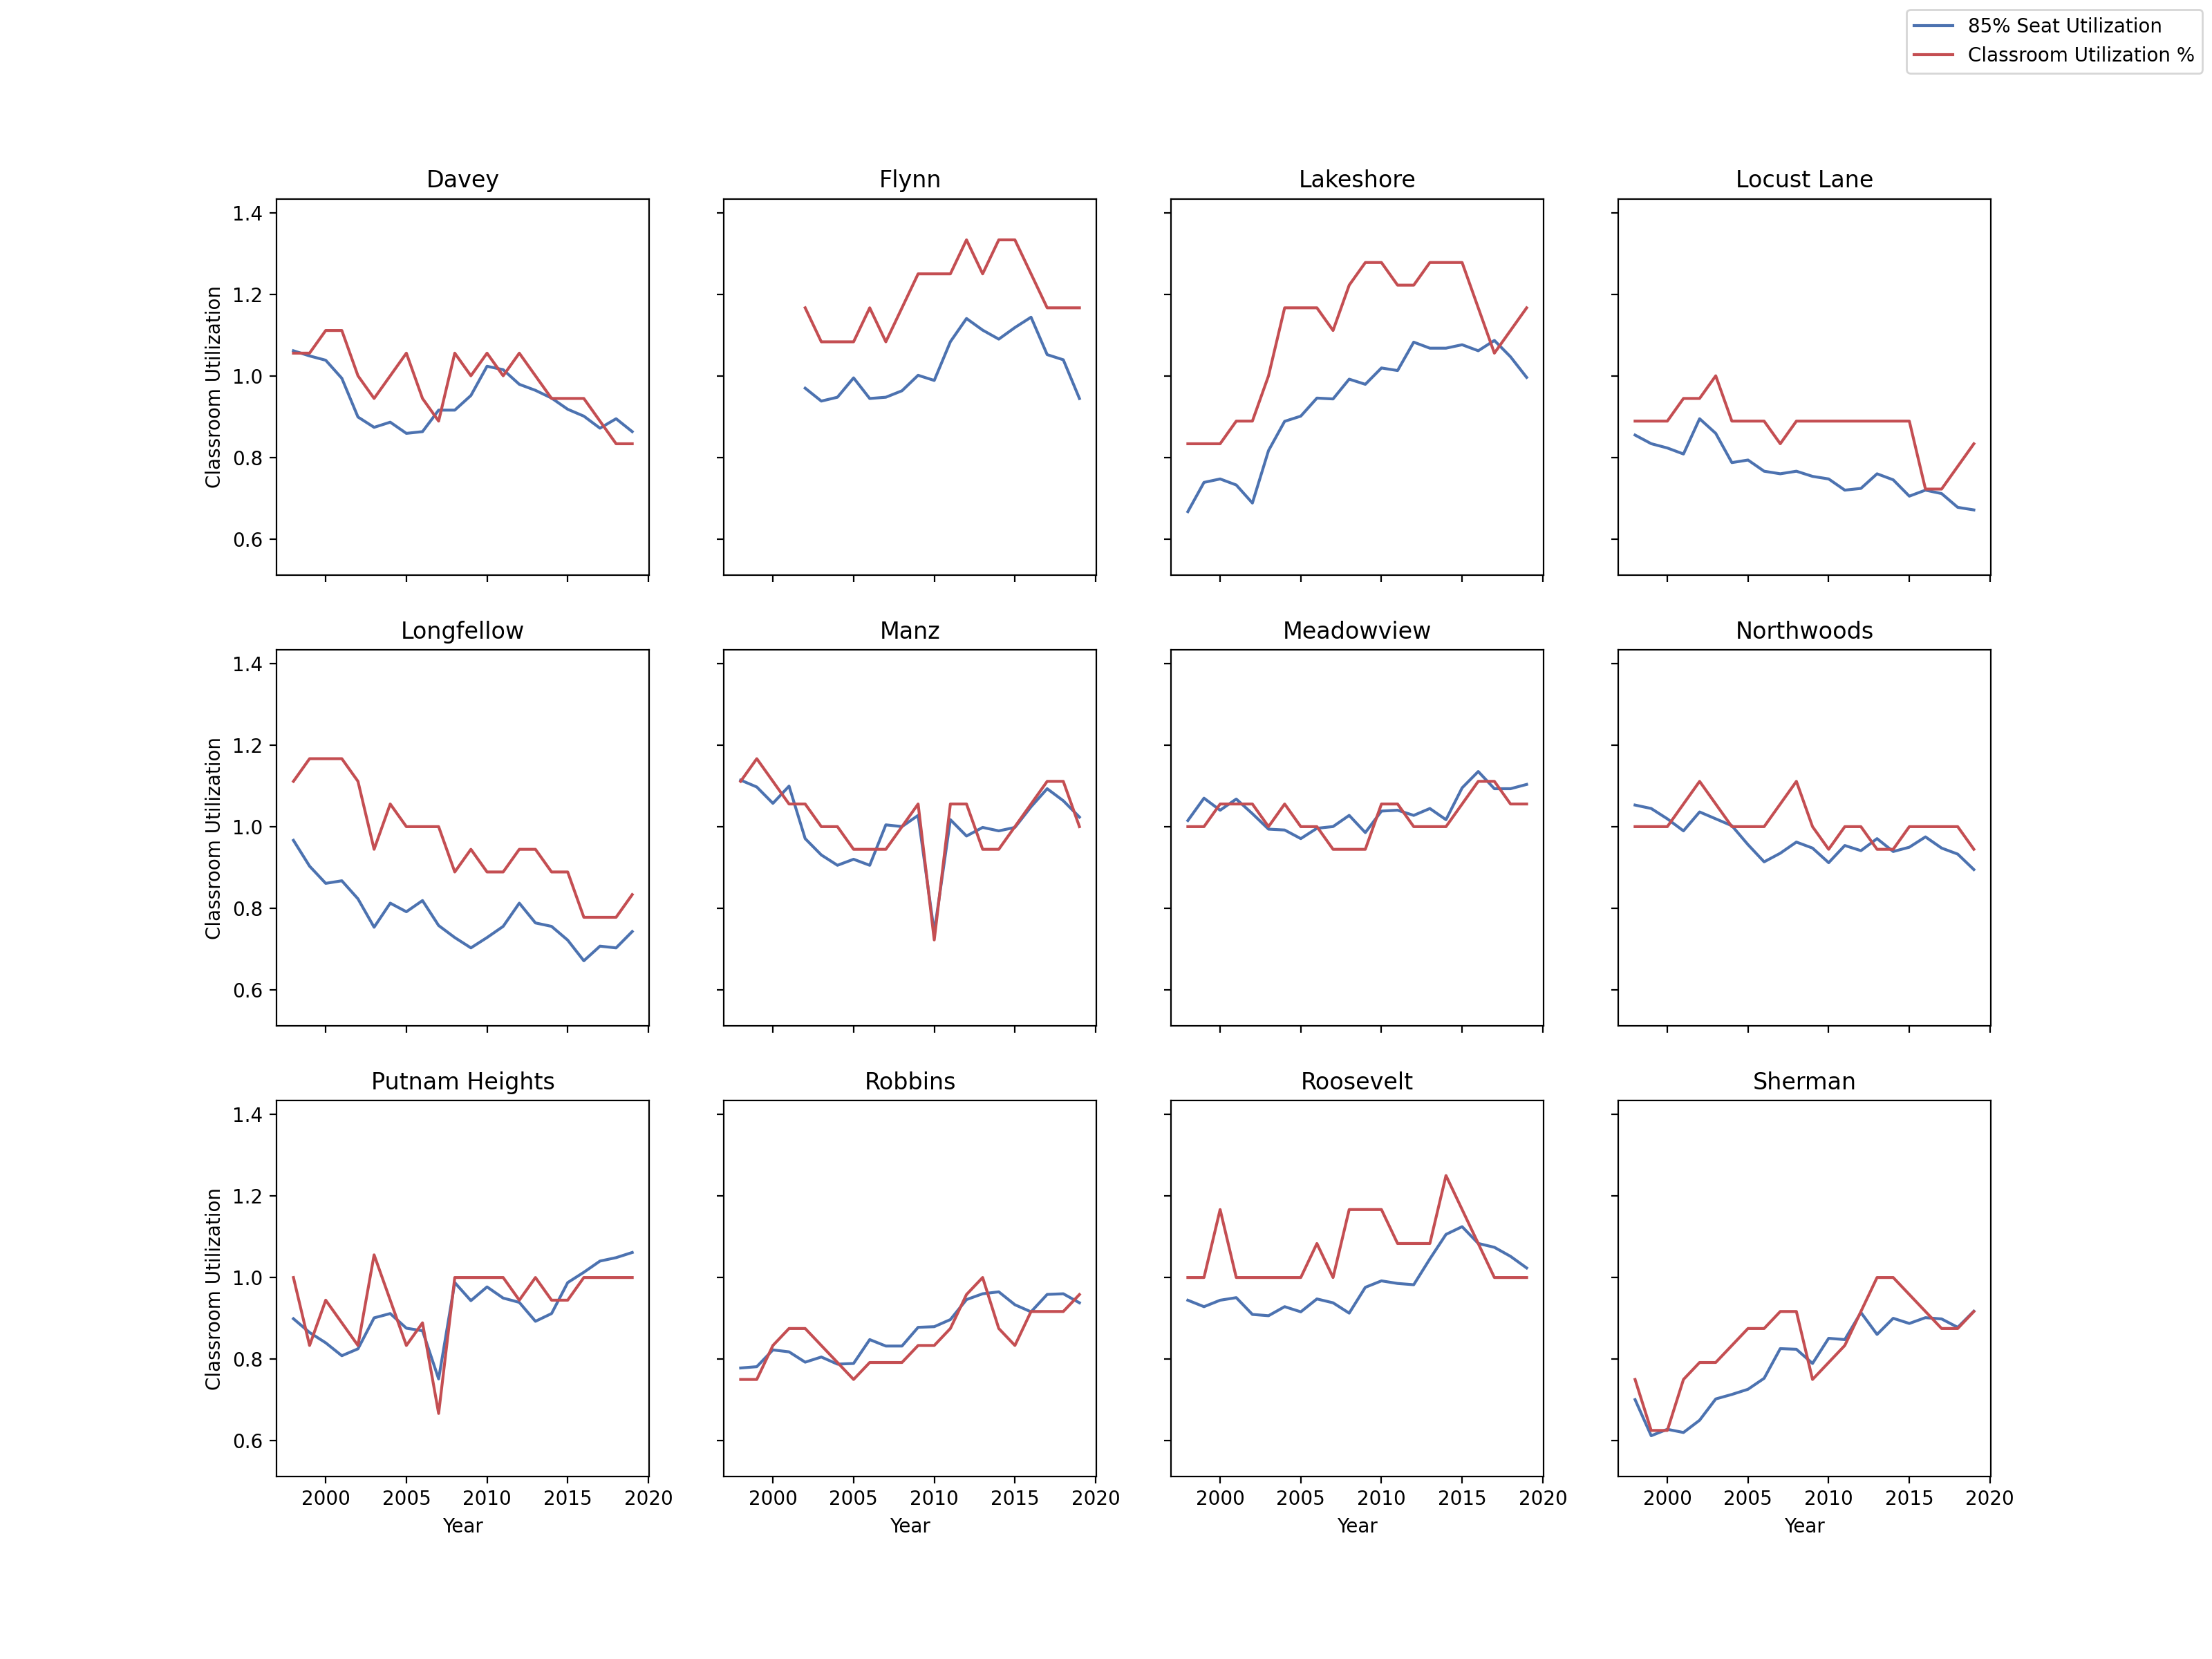 85% Seat Utilization
Classroom Utilization %
Davey
Flynn
Lakeshore
Locust Lane
Classroom Utilization
1.4
1.2
1.0
0.8
0.6
Longfellow
Manz
Meadowview
Northwoods
Classroom Utilization
1.4
1.2
1.0
0.8
0.6
Putnam Heights
Robbins
Roosevelt
Sherman
Classroom Utilization
1.4
1.2
1.0
0.8
0.6
2000 2005 2010 2015 2020
2000 2005 2010 2015 2020
2000 2005 2010 2015 2020
2000 2005 2010 2015 2020
Year
Year
Year
Year